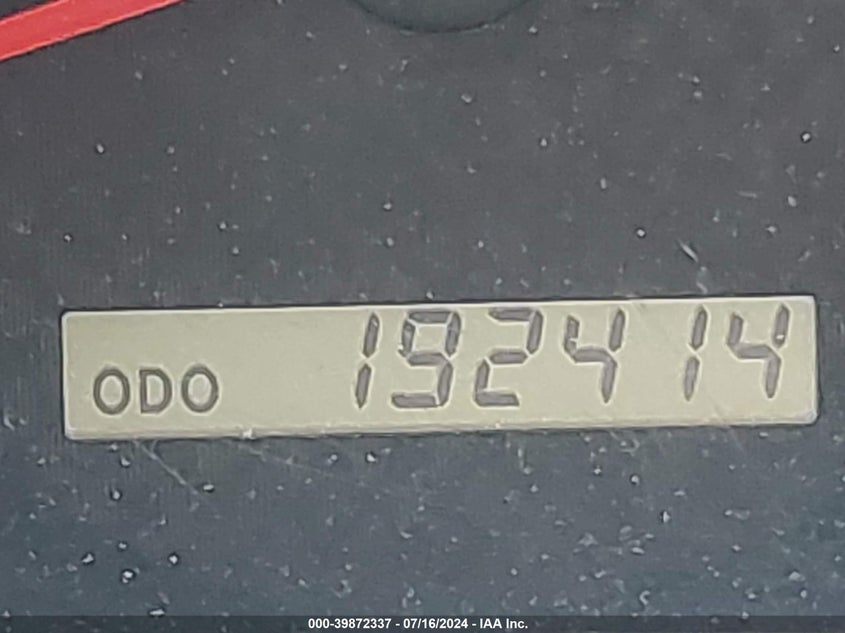 ODO 192414
000-39872337 - 07/16/2024 - IAA Inc.